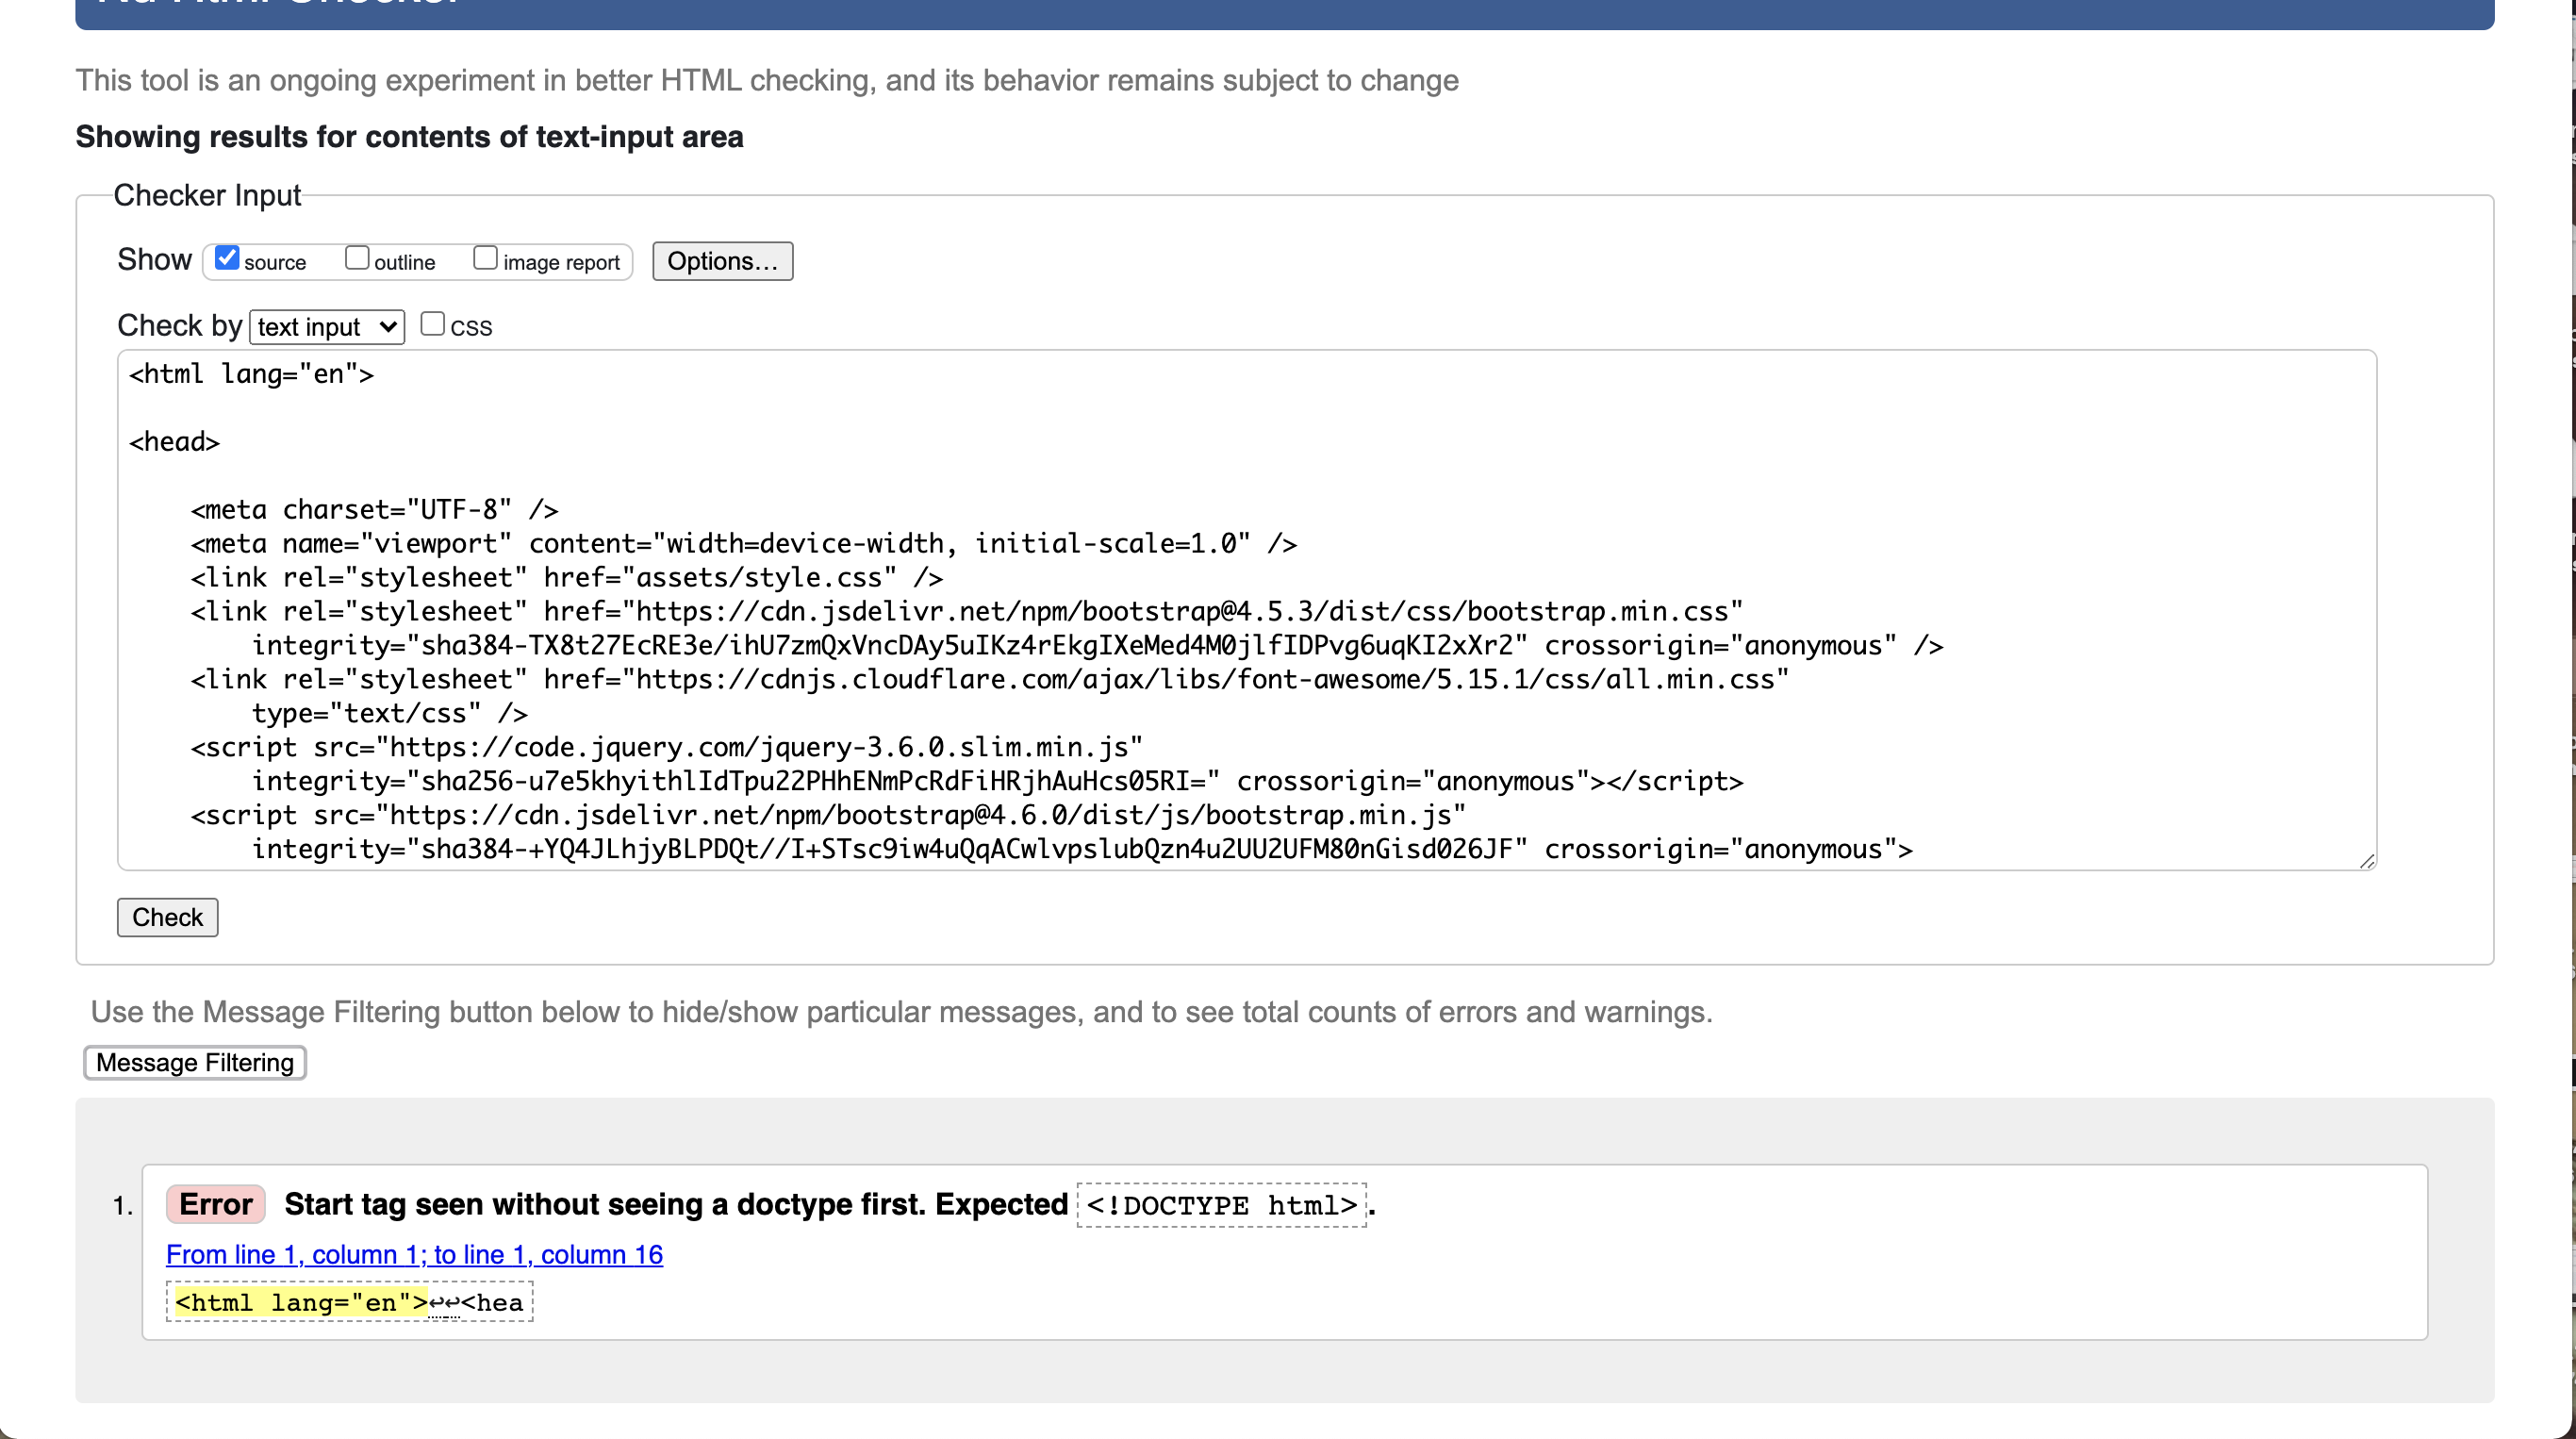 Nu Html Checker
This tool is an ongoing experiment in better HTML checking, and its behavior remains subject to change
Showing results for contents of text-input area
Checker Input
Show source outline image report Options...
Check by text input CSS
<html lang="en">
<head>
<meta charset="UTF-8" />
<meta name="viewport" content="width=device-width, initial-scale=1.0" />
<link rel="stylesheet" href="assets/style.css" />
<link rel="stylesheet" href="https://cdn.jsdelivr.net/npm/bootstrap@4.5.3/dist/css/bootstrap.min.css"
integrity="sha384-TX8t27EcRE3e/ihU7zmQxVncDAy5uIKz4rEkgIXeMed4M0jlfIDPvg6uqKI2xXr2" crossorigin="anonymous" />
<link rel="stylesheet" href="https://cdnjs.cloudflare.com/ajax/libs/font-awesome/5.15.1/css/all.min.css"
type="text/css" />
<script src="https://code.jquery.com/jquery-3.6.0.slim.min.js"
integrity="sha256-u7e5khyithlIdTpu22PHhENmPcRdFiHRjhAuHcs05RI=" crossorigin="anonymous"></script>
<script src="https://cdn.jsdelivr.net/npm/bootstrap@4.6.0/dist/js/bootstrap.min.js"
integrity="sha384-+YQ4JLhjyBLPDQt//I+STsc9iw4uQqACwlvpslubQzn4u2UU2UFM80nGisd026JF" crossorigin="anonymous">
Check
Use the Message Filtering button below to hide/show particular messages, and to see total counts of errors and warnings.
Message Filtering
1. Error Start tag seen without seeing a doctype first. Expected <!DOCTYPE html>.
From line 1, column 1; to line 1, column 16
<html lang="en">↩↩<hea